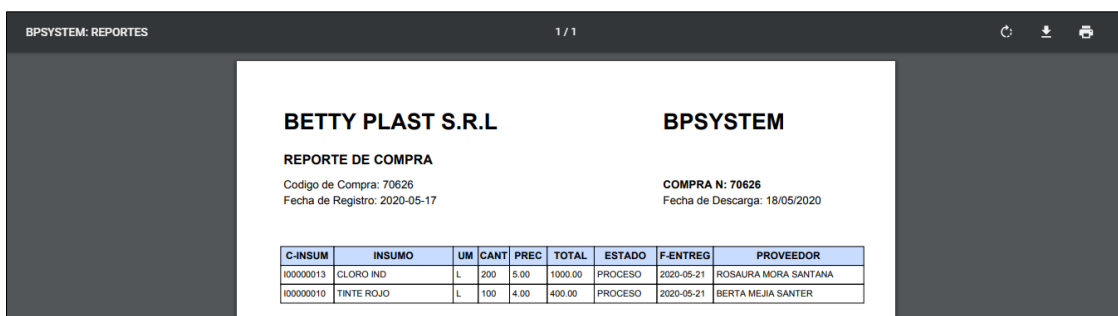 BPSYSTEM: REPORTES 1 / 1
BETTY PLAST S.R.L BPSYSTEM
REPORTE DE COMPRA
Codigo de Compra: 70626 COMPRA N: 70626
Fecha de Registro: 2020-05-17 Fecha de Descarga: 18/05/2020
C-INSUM INSUMO UM CANT PREC TOTAL ESTADO F-ENTREG PROVEEDOR
I00000013 CLORO IND L 200 5.00 1000.00 PROCESO 2020-05-21 ROSAURA MORA SANTANA
I00000010 TINTE ROJO L 100 4.00 400.00 PROCESO 2020-05-21 BERTA MEJIA SANTER